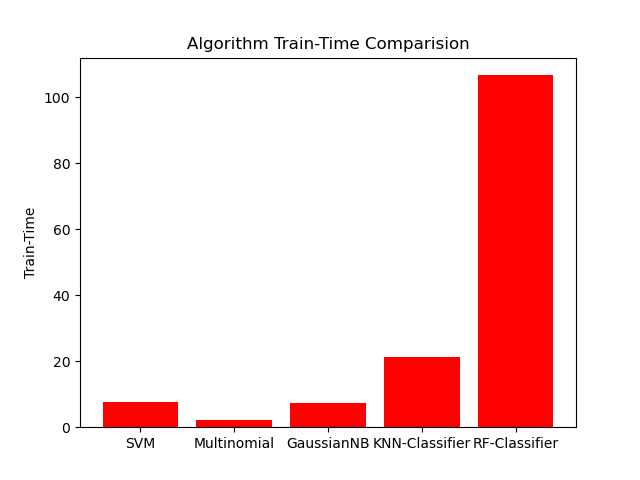 Algorithm Train-Time Comparision
Train-Time
100
80
60
40
20
0
SVM Multinomial GaussianNB KNN-Classifier RF-Classifier